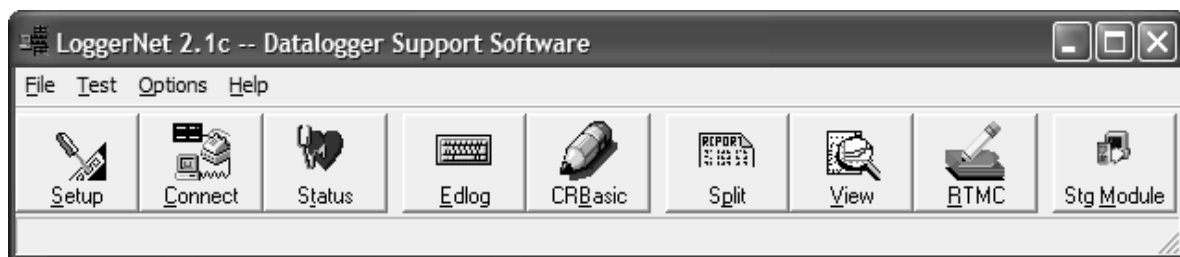 LoggerNet 2.1c -- Datalogger Support Software
File Test Options Help
REPORT
Setup Connect Status Edlog CRBasic Split View RTMC Stg Module